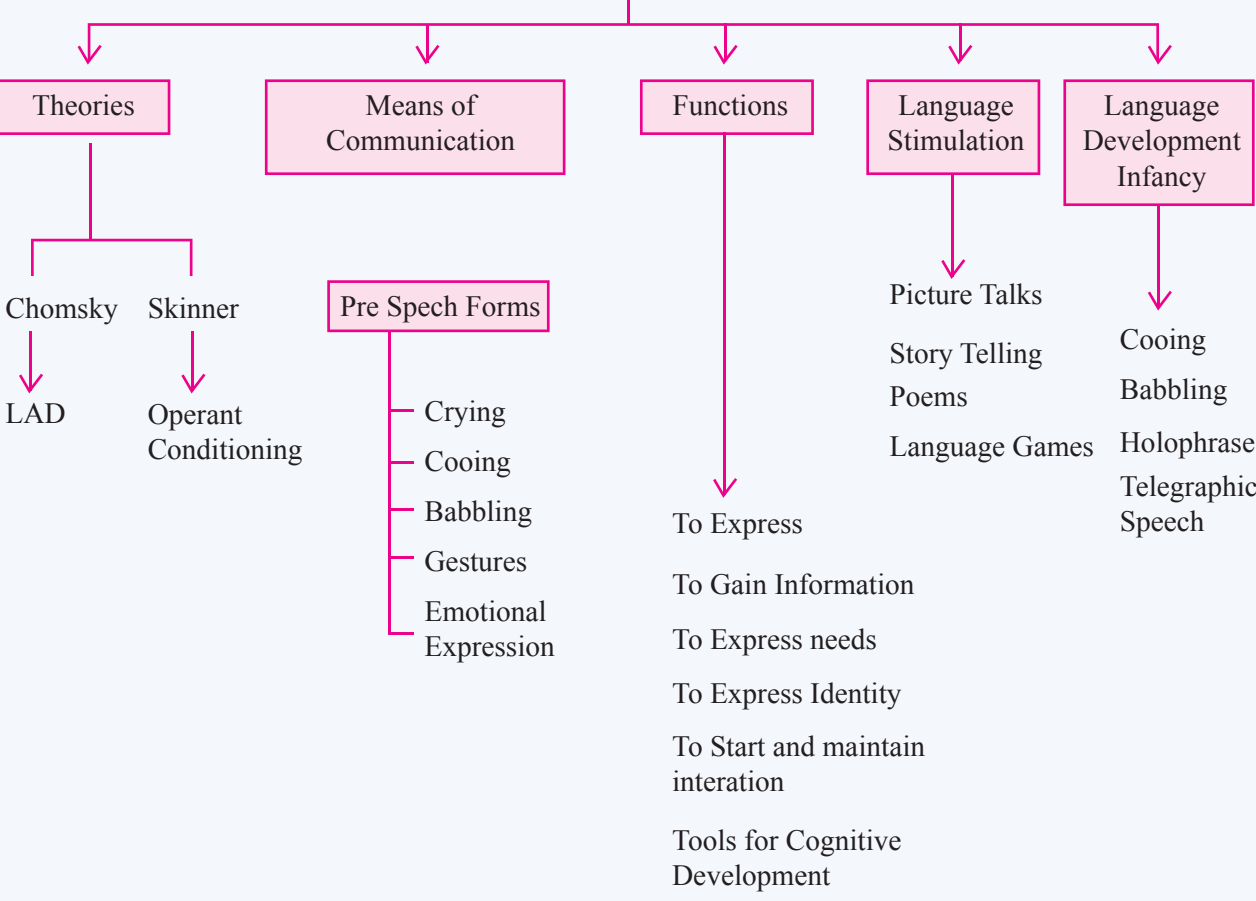 Theories
Means of
Communication
Functions
Language
Stimulation
Language
Development
Infancy
Chomsky
Skinner
LAD
Operant
Conditioning
Pre Spech Forms
Crying
Cooing
Babbling
Gestures
Emotional
Expression
To Express
To Gain Information
To Express needs
To Express Identity
To Start and maintain
interation
Tools for Cognitive
Development
Picture Talks
Story Telling
Poems
Language Games
Cooing
Babbling
Holophrase
Telegraphic
Speech